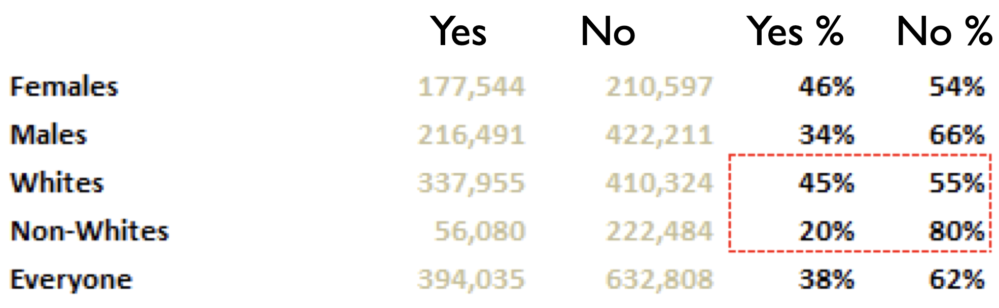 Yes No Yes % No %
Females 177,544 210,597 46% 54%
Males 216,491 422,211 34% 66%
Whites 337,955 410,324 45% 55%
Non-Whites 56,080 222,484 20% 80%
Everyone 394,035 632,808 38% 62%